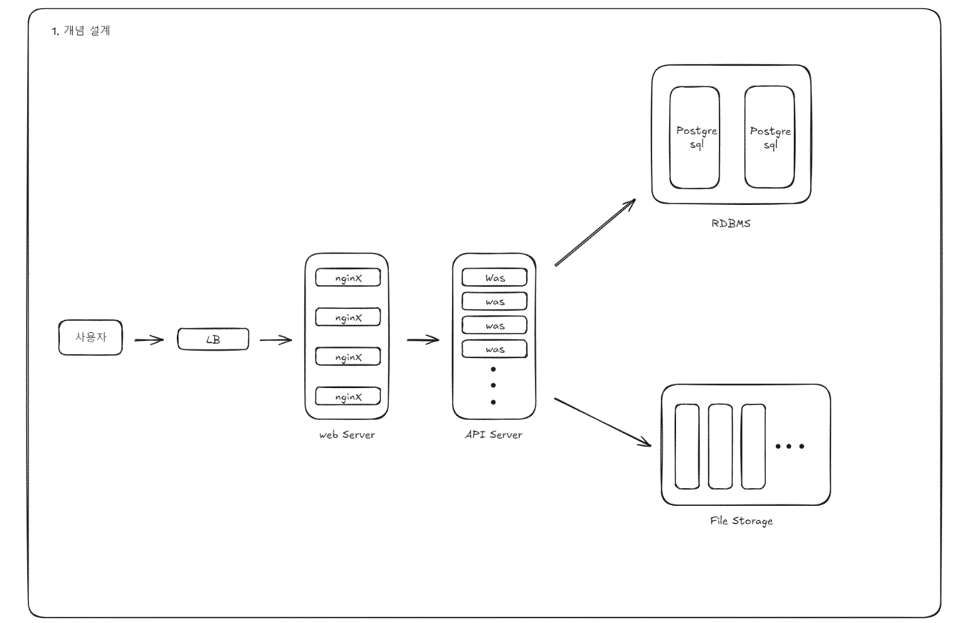 1. 개념 설계
사용자
LB
nginX
nginX
nginX
nginX
web Server
Was
was
was
was
API Server
Postgre
sql
Postgre
sql
RDBMS
File Storage